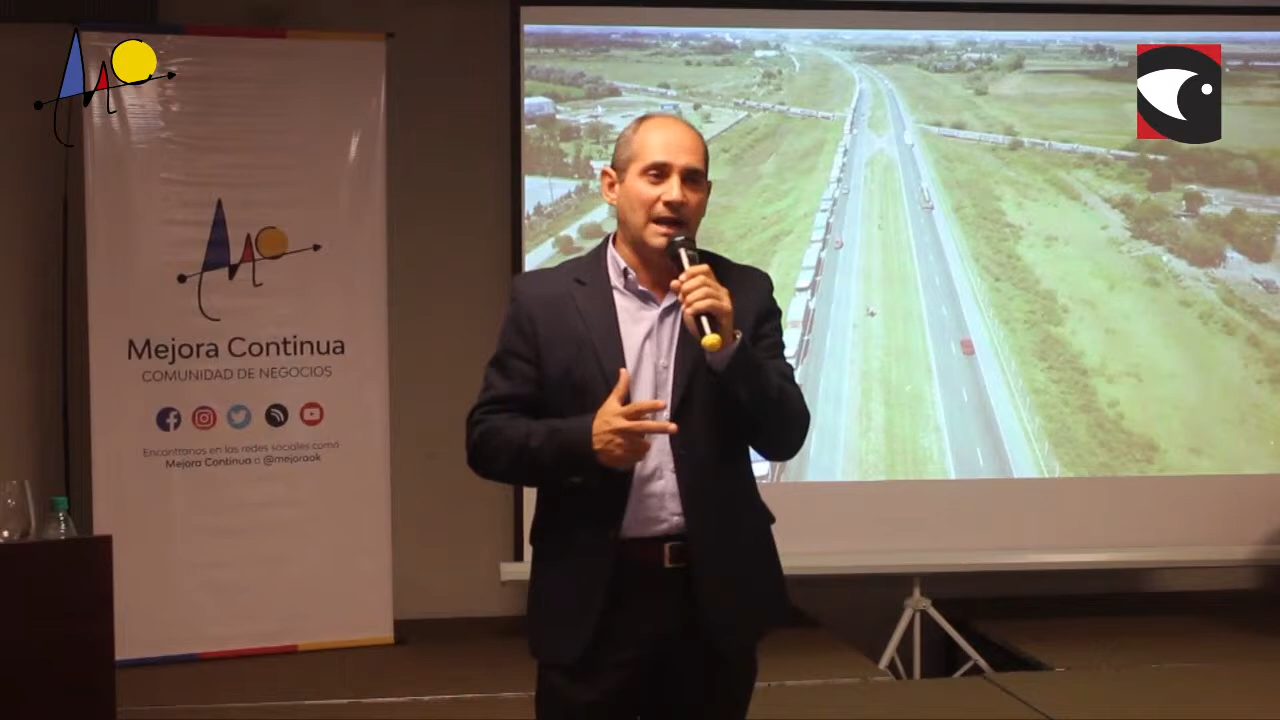 Mejora Continua
COMUNIDAD DE NEGOCIOS
Encontranos en las redes sociales como
Mejora Continua o @mejoraok